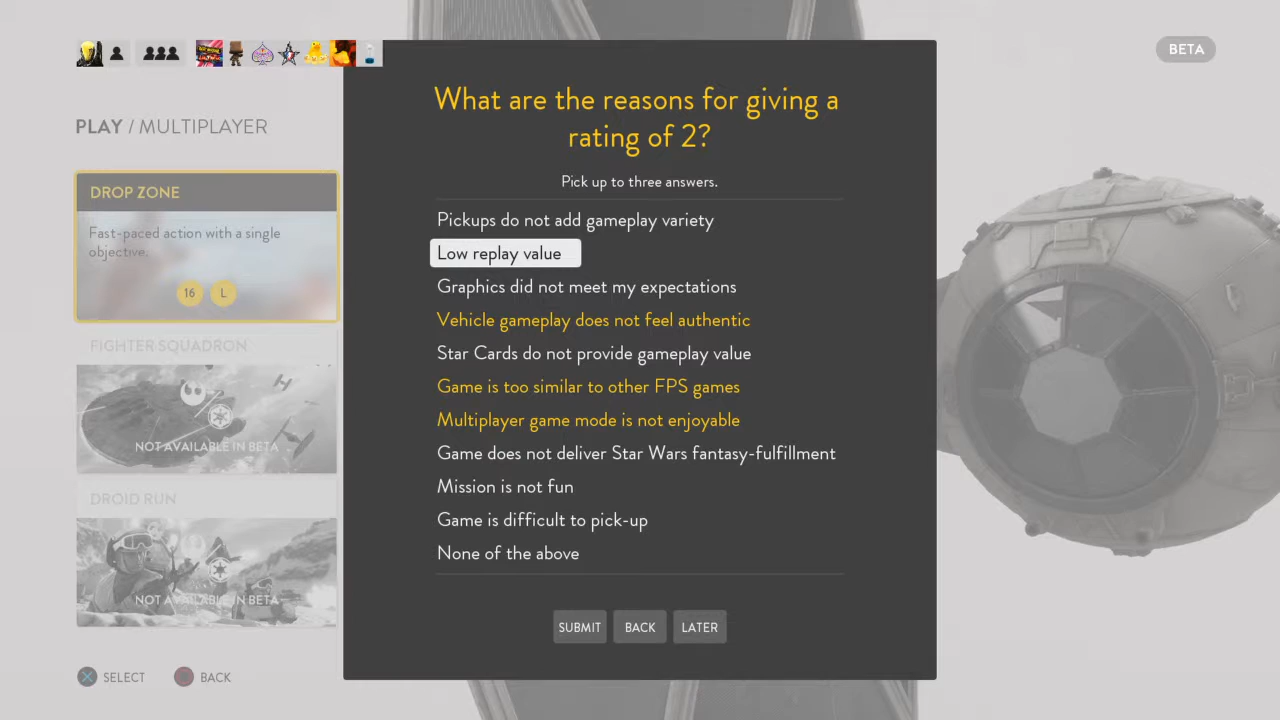 BETA
PLAY / MULTIPLAYER
DROP ZONE
Fast-paced action with a single
objective.
16 L
FIGHTER SQUADRON
NOT AVAILABLE IN BETA
DROID RUN
NOT AVAILABLE IN BETA
SELECT BACK
What are the reasons for giving a
rating of 2?
Pick up to three answers.
Pickups do not add gameplay variety
Low replay value
Graphics did not meet my expectations
Vehicle gameplay does not feel authentic
Star Cards do not provide gameplay value
Game is too similar to other FPS games
Multiplayer game mode is not enjoyable
Game does not deliver Star Wars fantasy-fulfillment
Mission is not fun
Game is difficult to pick-up
None of the above
SUBMIT BACK LATER